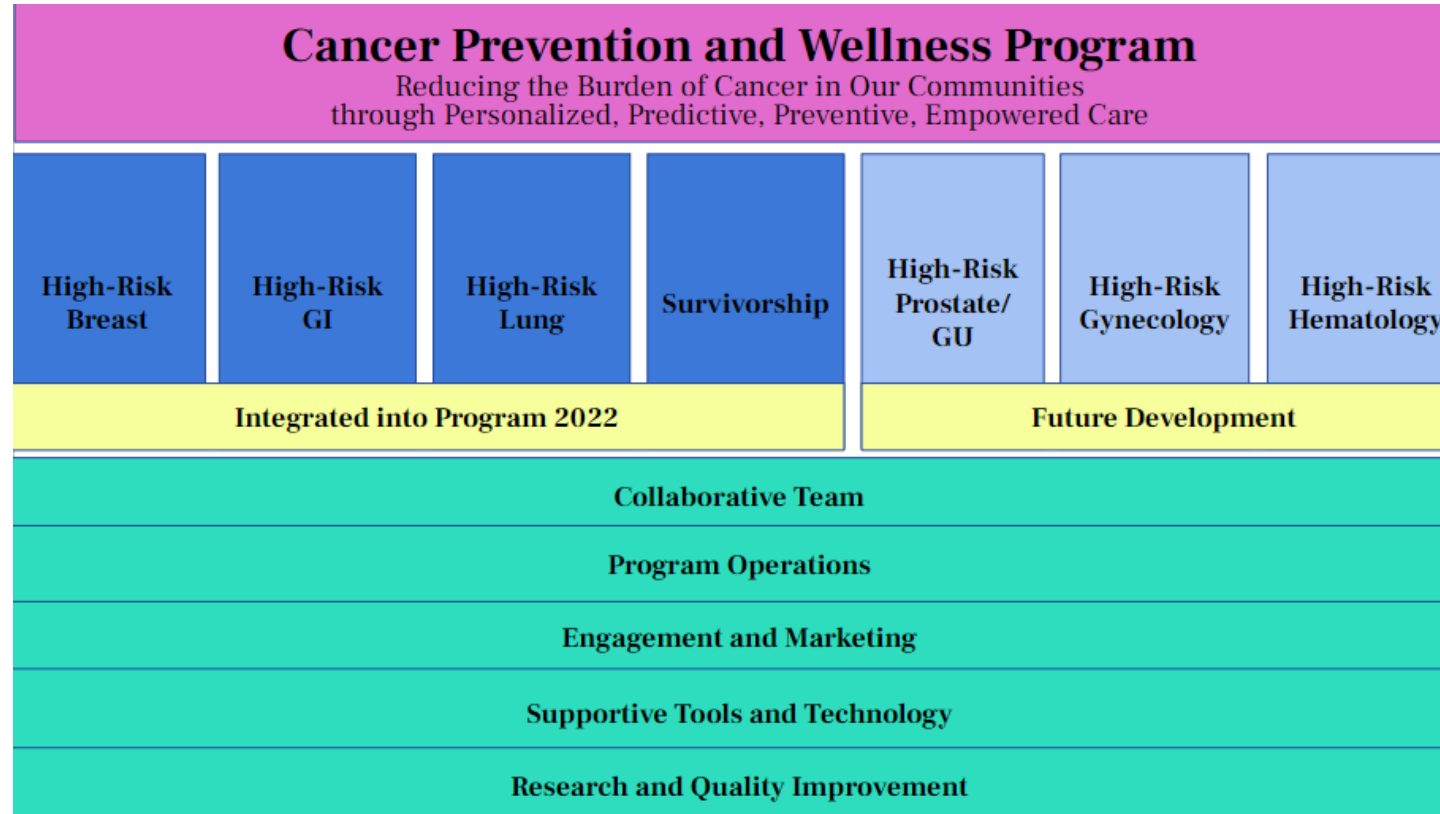 Cancer Prevention and Wellness Program
Reducing the Burden of Cancer in Our Communities
through Personalized, Predictive, Preventive, Empowered Care
High-Risk
Breast
High-Risk
GI
High-Risk
Lung
Survivorship
High-Risk
Prostate/
GU
High-Risk
Gynecology
High-Risk
Hematology
Integrated into Program 2022
Future Development
Collaborative Team
Program Operations
Engagement and Marketing
Supportive Tools and Technology
Research and Quality Improvement